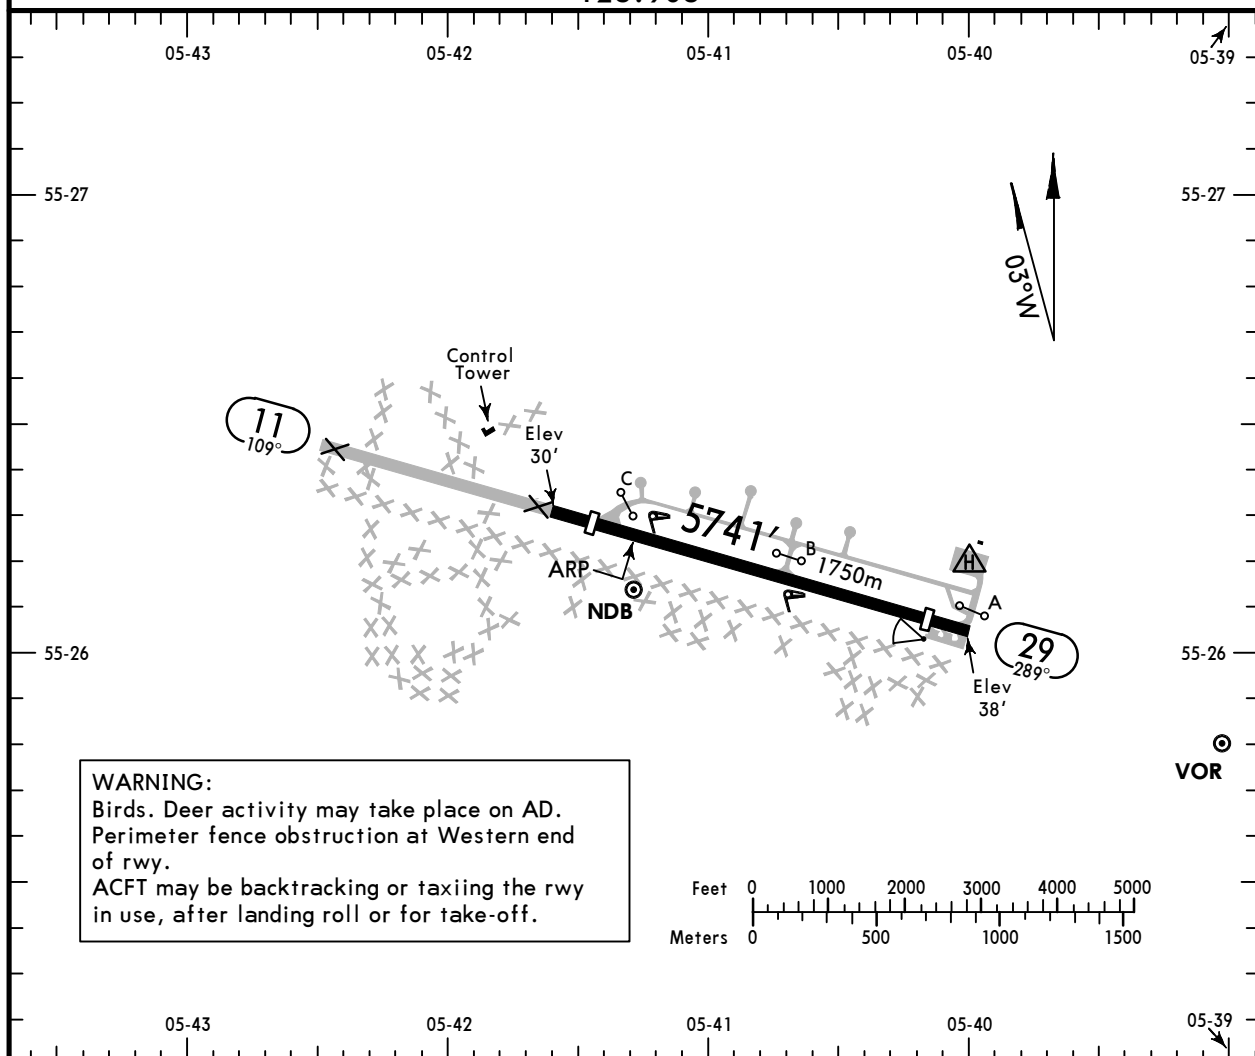 05-43 05-42 05-41 05-40 05-39
55-27 55-27
03°W
Control
Tower
11
109°
Elev
30'
C
5741'
B
1750m
H
ARP
A
NDB
29
289°
55-26 55-26
Elev
38'
VOR
WARNING:
Birds. Deer activity may take place on AD.
Perimeter fence obstruction at Western end
of rwy.
ACFT may be backtracking or taxiing the rwy
in use, after landing roll or for take-off.
Feet 0 1000 2000 3000 4000 5000
Meters 0 500 1000 1500
05-43 05-42 05-41 05-40 05-39